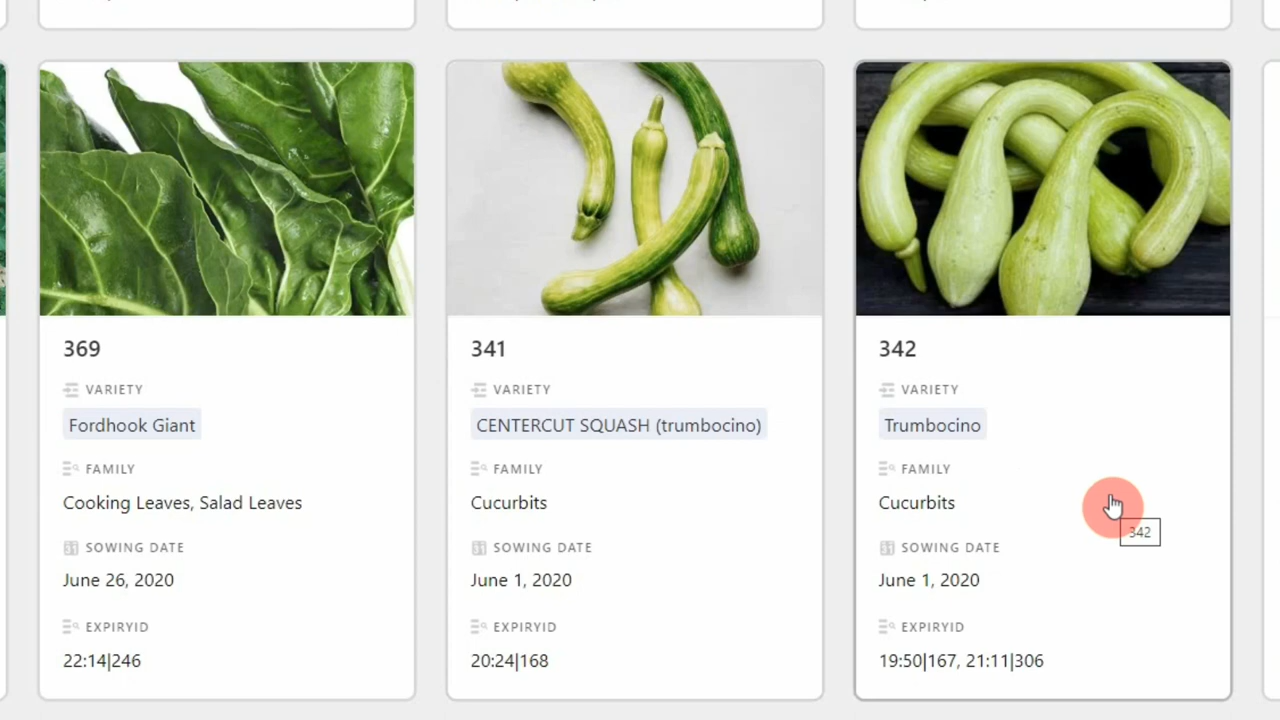 369
VARIETY
Fordhook Giant
FAMILY
Cooking Leaves, Salad Leaves
SOWING DATE
June 26, 2020
EXPIRYID
22:14|246
341
VARIETY
CENTERCUT SQUASH (trumbocino)
FAMILY
Cucurbits
SOWING DATE
June 1, 2020
EXPIRYID
20:24|168
342
VARIETY
Trumbocino
FAMILY
Cucurbits
342
SOWING DATE
June 1, 2020
EXPIRYID
19:50|167, 21:11|306